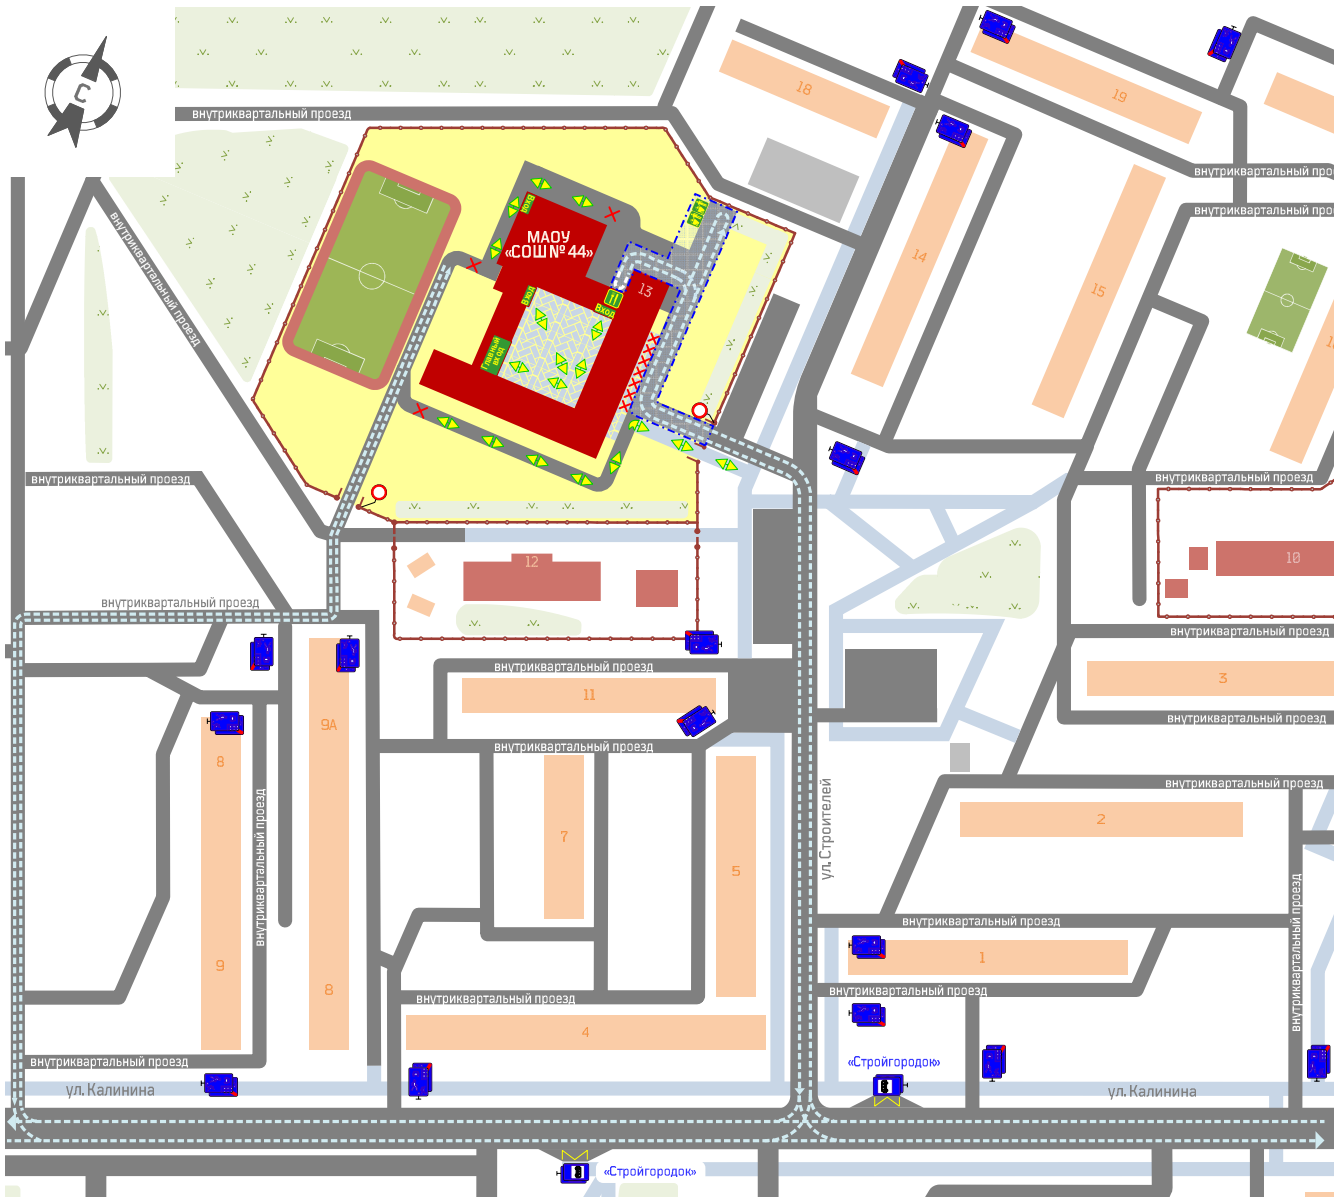 С
внутриквартальный проезд
18
19
внутриквартальный проезд
внутриквартальный про
внутриквартальный про
Вход
МАОУ
«СОШ№44»
13
14
15
Вход
Вход
Главный
вход
внутриквартальный проезд
внутриквартальный проезд
12
10
внутриквартальный проезд
внутриквартальный проезд
внутриквартальный проезд
11
3
внутриквартальный проезд
9А
внутриквартальный проезд
8
внутриквартальный проезд
ул. Строителей
2
7
5
внутриквартальный проезд
внутриквартальный проезд
внутриквартальный проезд
9
1
8
внутриквартальный проезд
внутриквартальный проезд
4
внутриквартальный проезд
«Стройгородок»
ул. Калинина
ул. Калинина
«Стройгородок»